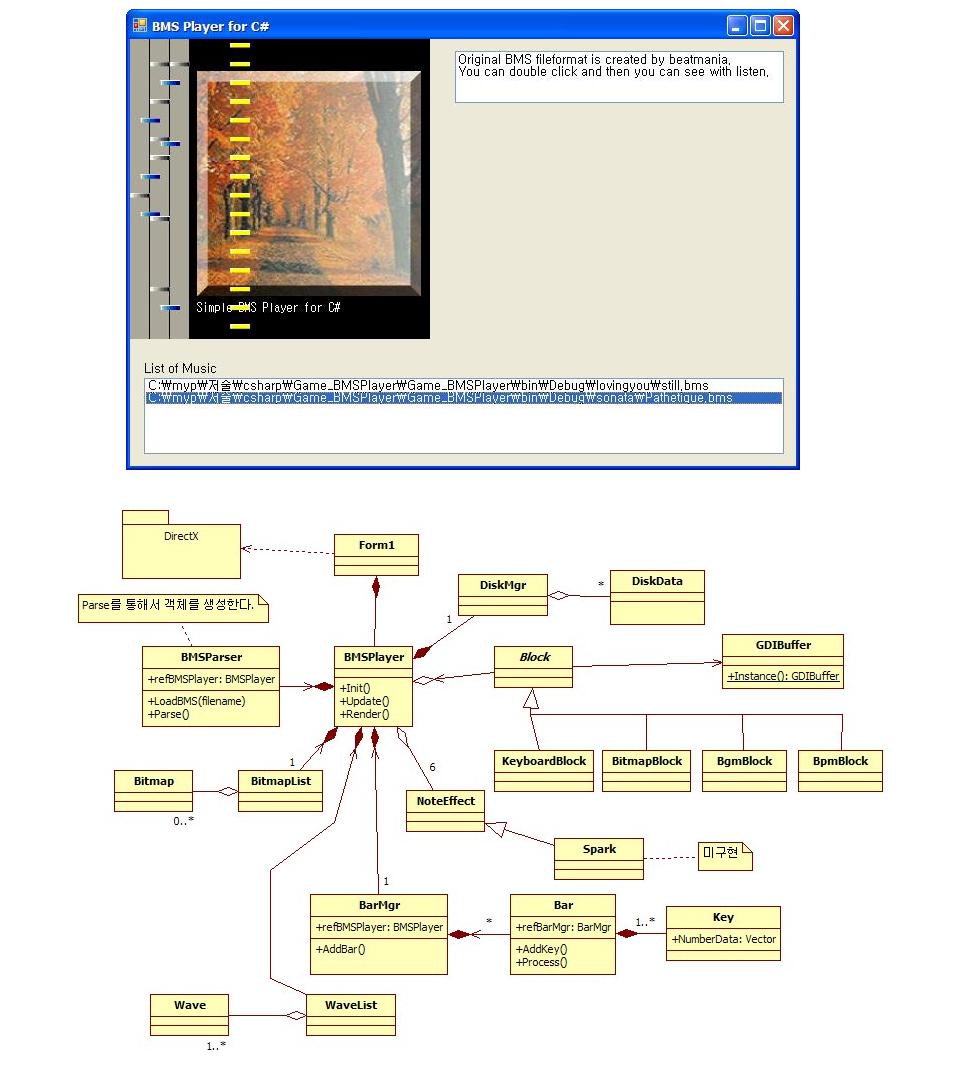 BMS Player for C#
Original BMS fileformat is created by beatmania,
You can double click and then you can see with listen,
Simple BMS Player for C#
List of Music
C:₩myp₩저술₩csharp₩Game_BMSPlayer₩Game_BMSPlayer₩bin₩Debug₩lovingyou₩still,bms
C:₩myp₩저술₩csharp₩Game_BMSPlayer₩Game_BMSPlayer₩bin₩Debug₩sonata₩Pathetique,bms
DirectX
Form1
DiskMgr
*
DiskData
Parse를 통해서 객체를 생성한다.
1
BMSParser
+refBMSPlayer: BMSPlayer
+LoadBMS(filename)
+Parse()
BMSPlayer
+Init()
+Update()
+Render()
Block
GDIBuffer
+Instance(): GDIBuffer
KeyboardBlock
BitmapBlock
BgmBlock
BpmBlock
1
6
Bitmap
0..*
BitmapList
NoteEffect
Spark
미구현
1
BarMgr
+refBMSPlayer: BMSPlayer
+AddBar()
*
Bar
+refBarMgr: BarMgr
+AddKey()
+Process()
1..*
Key
+NumberData: Vector
Wave
1..*
WaveList